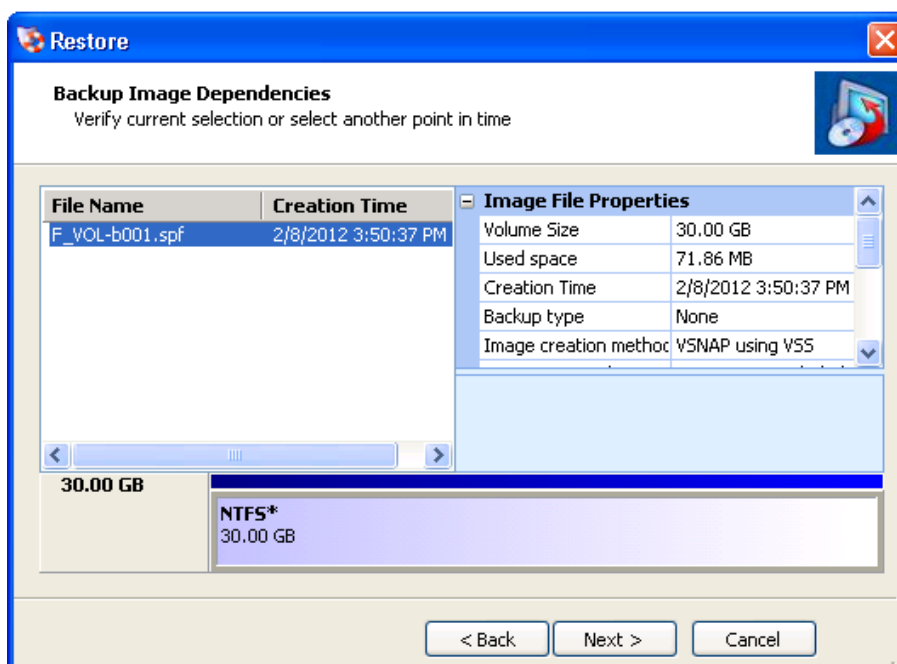 Restore
Backup Image Dependencies
Verify current selection or select another point in time
File Name Creation Time
F_VOL-b001.spf 2/8/2012 3:50:37 PM
Image File Properties
Volume Size 30.00 GB
Used space 71.86 MB
Creation Time 2/8/2012 3:50:37 PM
Backup type None
Image creation methoc VSNAP using VSS
30.00 GB
NTFS*
30.00 GB
< Back Next > Cancel